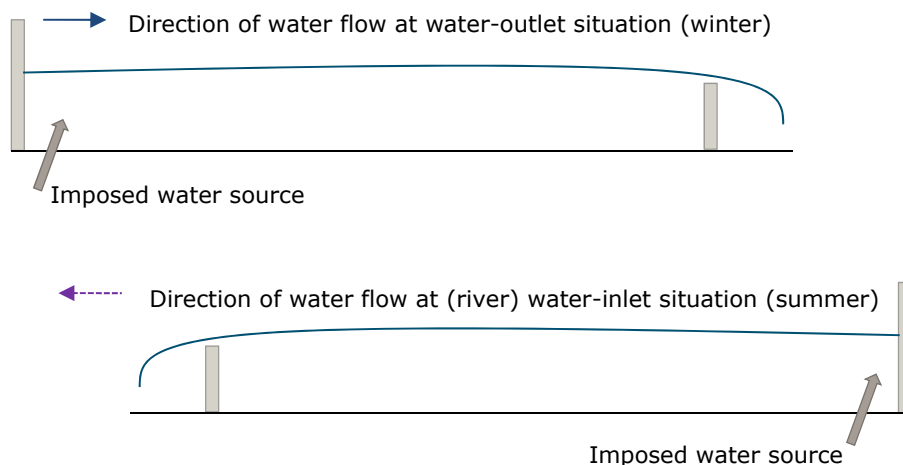 Direction of water flow at water-outlet situation (winter)
Imposed water source
Direction of water flow at (river) water-inlet situation (summer)
Imposed water source